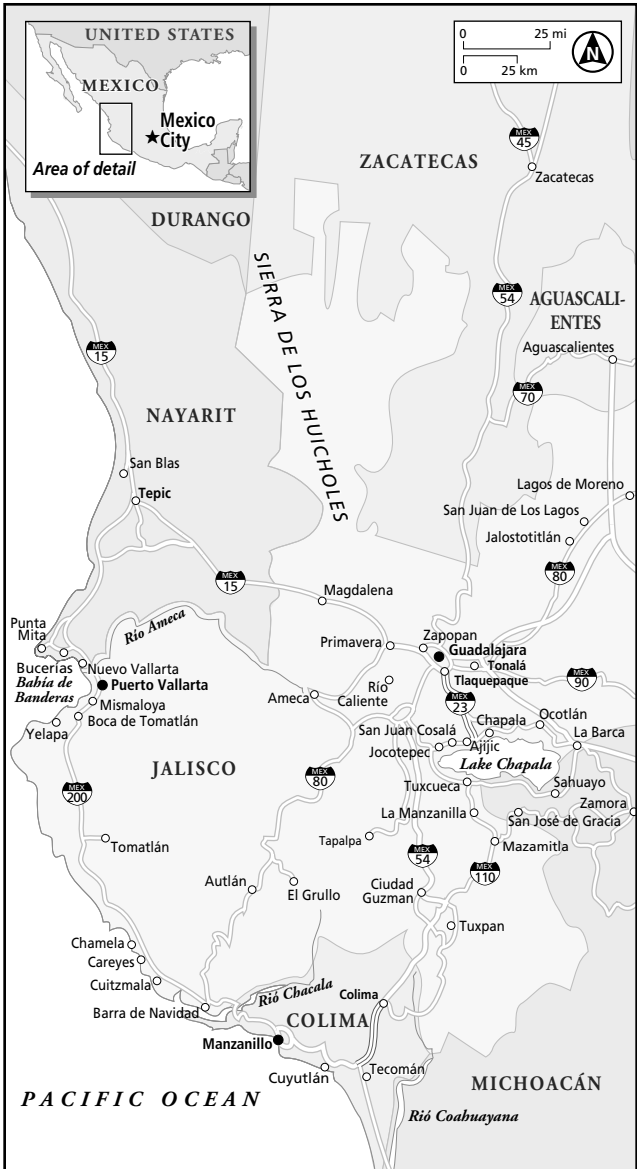 UNITED STATES
MEXICO
Mexico
City
Area of detail
0 25 mi
0 25 km
N
MEX
45
ZACATECAS
Zacatecas
DURANGO
SIERRA DE LOS HUICHOLES
MEX
54
AGUASCALI-
ENTES
Aguascalientes
MEX
15
MEX
70
NAYARIT
San Blas
Tepic
Lagos de Moreno
San Juan de Los Lagos
Jalostotitlán
MEX
80
MEX
15
Magdalena
Punta
Mita
Río Ameca
Primavera
Zapopan
Guadalajara
Tonalá
Tlaquepaque
Bucerías
Nuevo Vallarta
Bahía de
Banderas
Puerto Vallarta
Río
Caliente
MEX
90
Ameca
MEX
23
Mismaloya
Boca de Tomatlán
Yelapa
Chapala
Ocotlán
San Juan Cosalá
Jocotepec
Ajijic
La Barca
Lake Chapala
JALISCO
MEX
80
MEX
200
Tuxcueca
Sahuayo
Zamora
La Manzanilla
San José de Gracia
Tomatlán
Tapalpa
Mazamitla
MEX
54
MEX
110
Autlán
El Grullo
Ciudad
Guzman
Tuxpan
Chamela
Careyes
Cuitzmala
Barra de Navidad
Rió Chacala
Colima
COLIMA
Manzanillo
Cuyutlán
Tecomán
MICHOACÁN
PACIFIC OCEAN
Rió Coahuayana